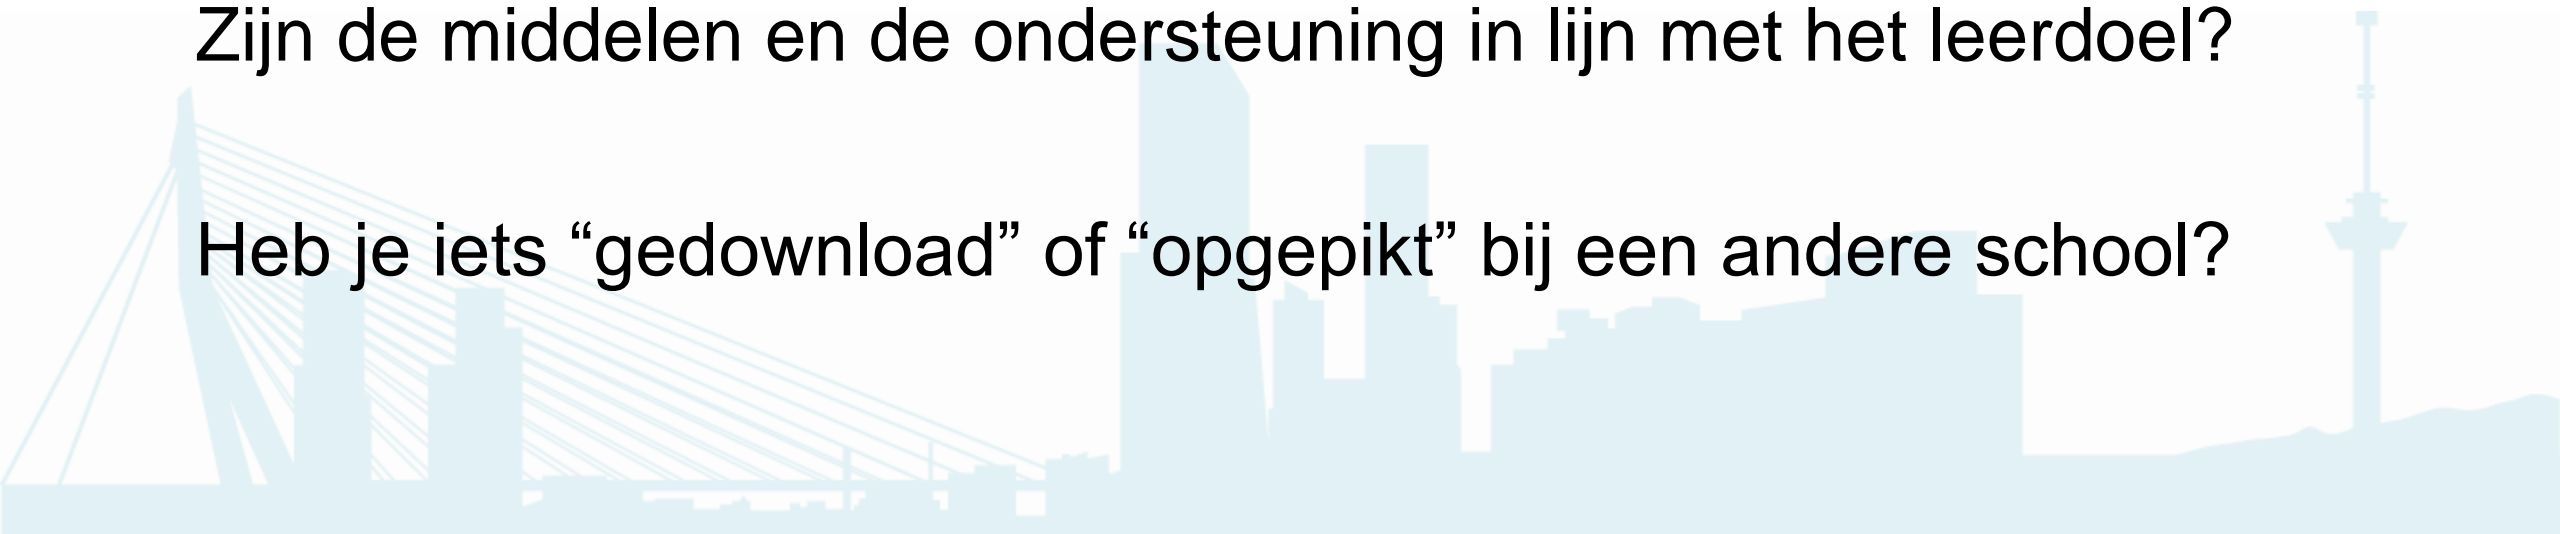 Zijn de middelen en de ondersteuning in lijn met het leerdoel?
Heb je iets “gedownload” of “opgepikt” bij een andere school?